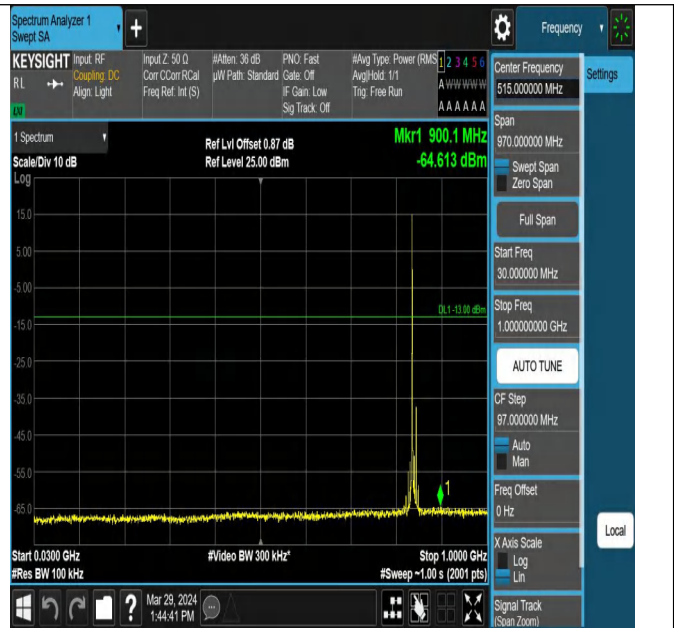 Spectrum Analyzer 1
Swept SA
+
Frequency
KEYSIGHT
RL
LXI
Input: RF
Coupling: DC
Align: Light
Input Z: 50 Ω
Corr CCorr RCal
Freq Ref: Int (S)
#Atten: 36 dB
µW Path: Standard
PNO: Fast
Gate: Off
IF Gain: Low
Sig Track: Off
#Avg Type: Power (RMS
Avg|Hold: 1/1
Trig: Free Run
1 2 3 4 5 6
A W W W W W
A A A A A A
1 Spectrum
Scale/Div 10 dB
Ref Lvl Offset 0.87 dB
Ref Level 25.00 dBm
Mkr1 900.1 MHz
-64.613 dBm
Log
15.0
5.00
-5.00
-15.0
-25.0
-35.0
-45.0
-55.0
-65.0
DL1 -13.00 dBm
1
Start 0.0300 GHz
#Res BW 100 kHz
#Video BW 300 kHz*
Stop 1.0000 GHz
#Sweep ~1.00 s (2001 pts)
Center Frequency
515.000000 MHz
Settings
Span
970.000000 MHz
Swept Span
Zero Span
Full Span
Start Freq
30.000000 MHz
Stop Freq
1.000000000 GHz
AUTO TUNE
CF Step
97.000000 MHz
Auto
Man
Freq Offset
0 Hz
Local
X Axis Scale
Log
Lin
Signal Track
(Span Zoom)
?
Mar 29, 2024
1:44:41 PM